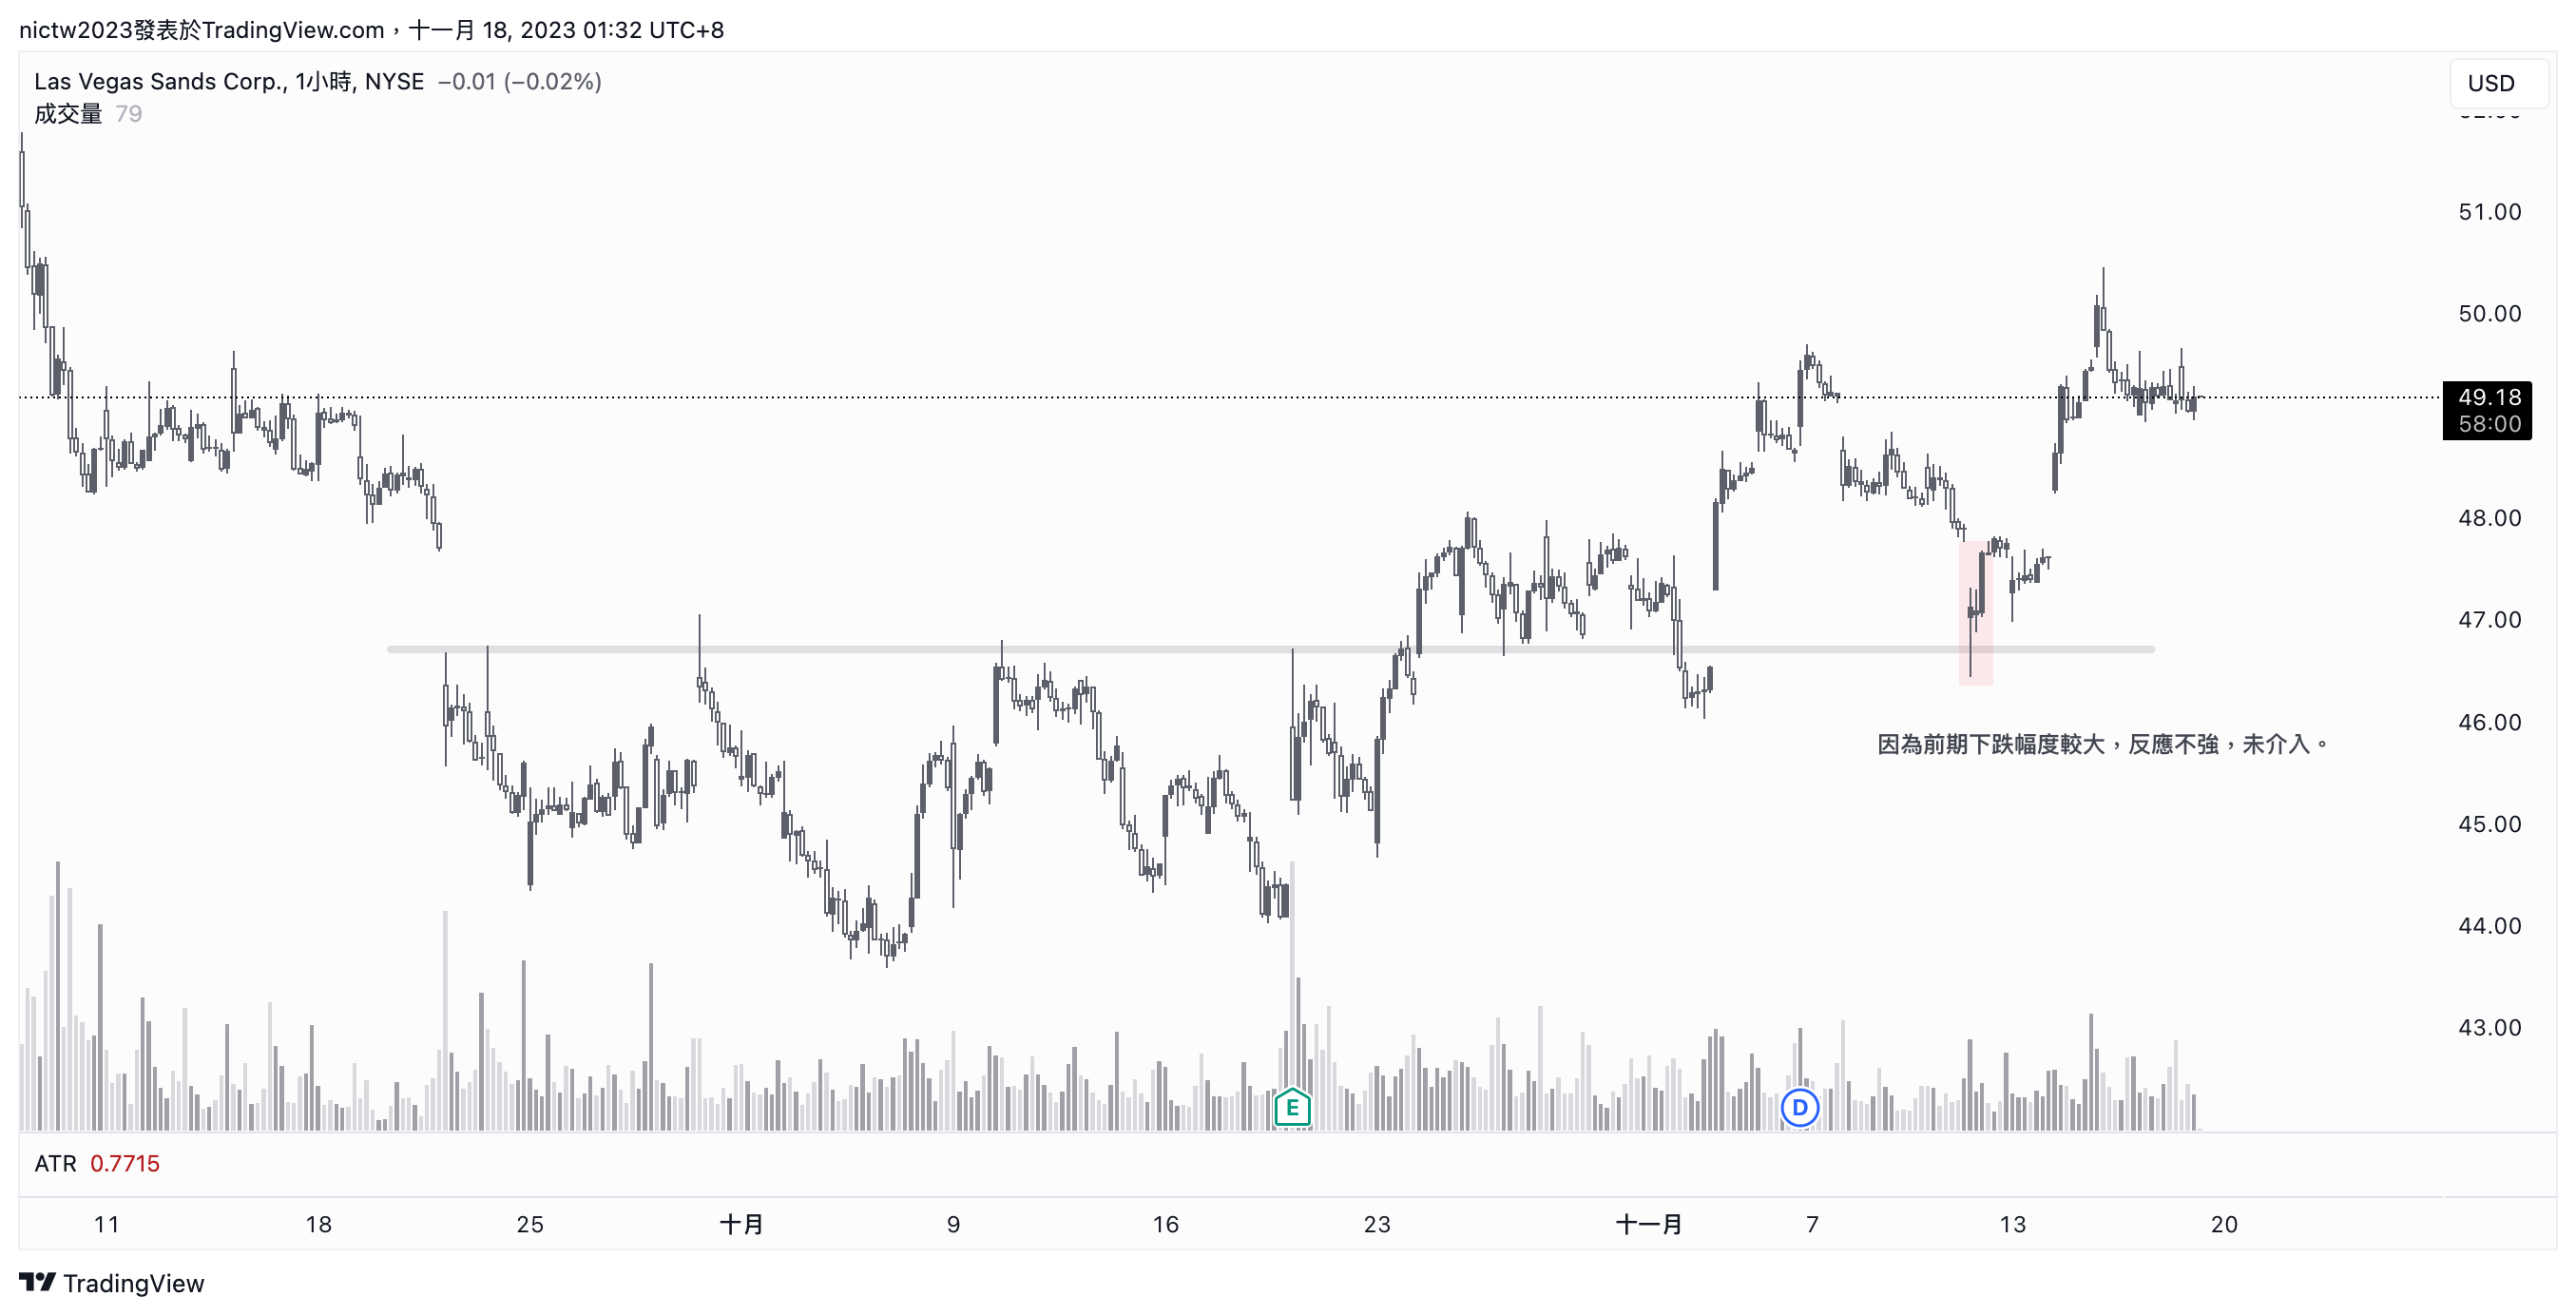 nictw2023發表於TradingView.com，十一月 18, 2023 01:32 UTC+8
Las Vegas Sands Corp., 1小時, NYSE −0.01 (−0.02%)
USD
成交量 79
51.00
50.00
49.18
58:00
48.00
47.00
46.00
因為前期下跌幅度較大，反應不強，未介入。
45.00
44.00
43.00
E
D
ATR 0.7715
11 18 25 十月 9 16 23 十一月 7 13 20
TradingView